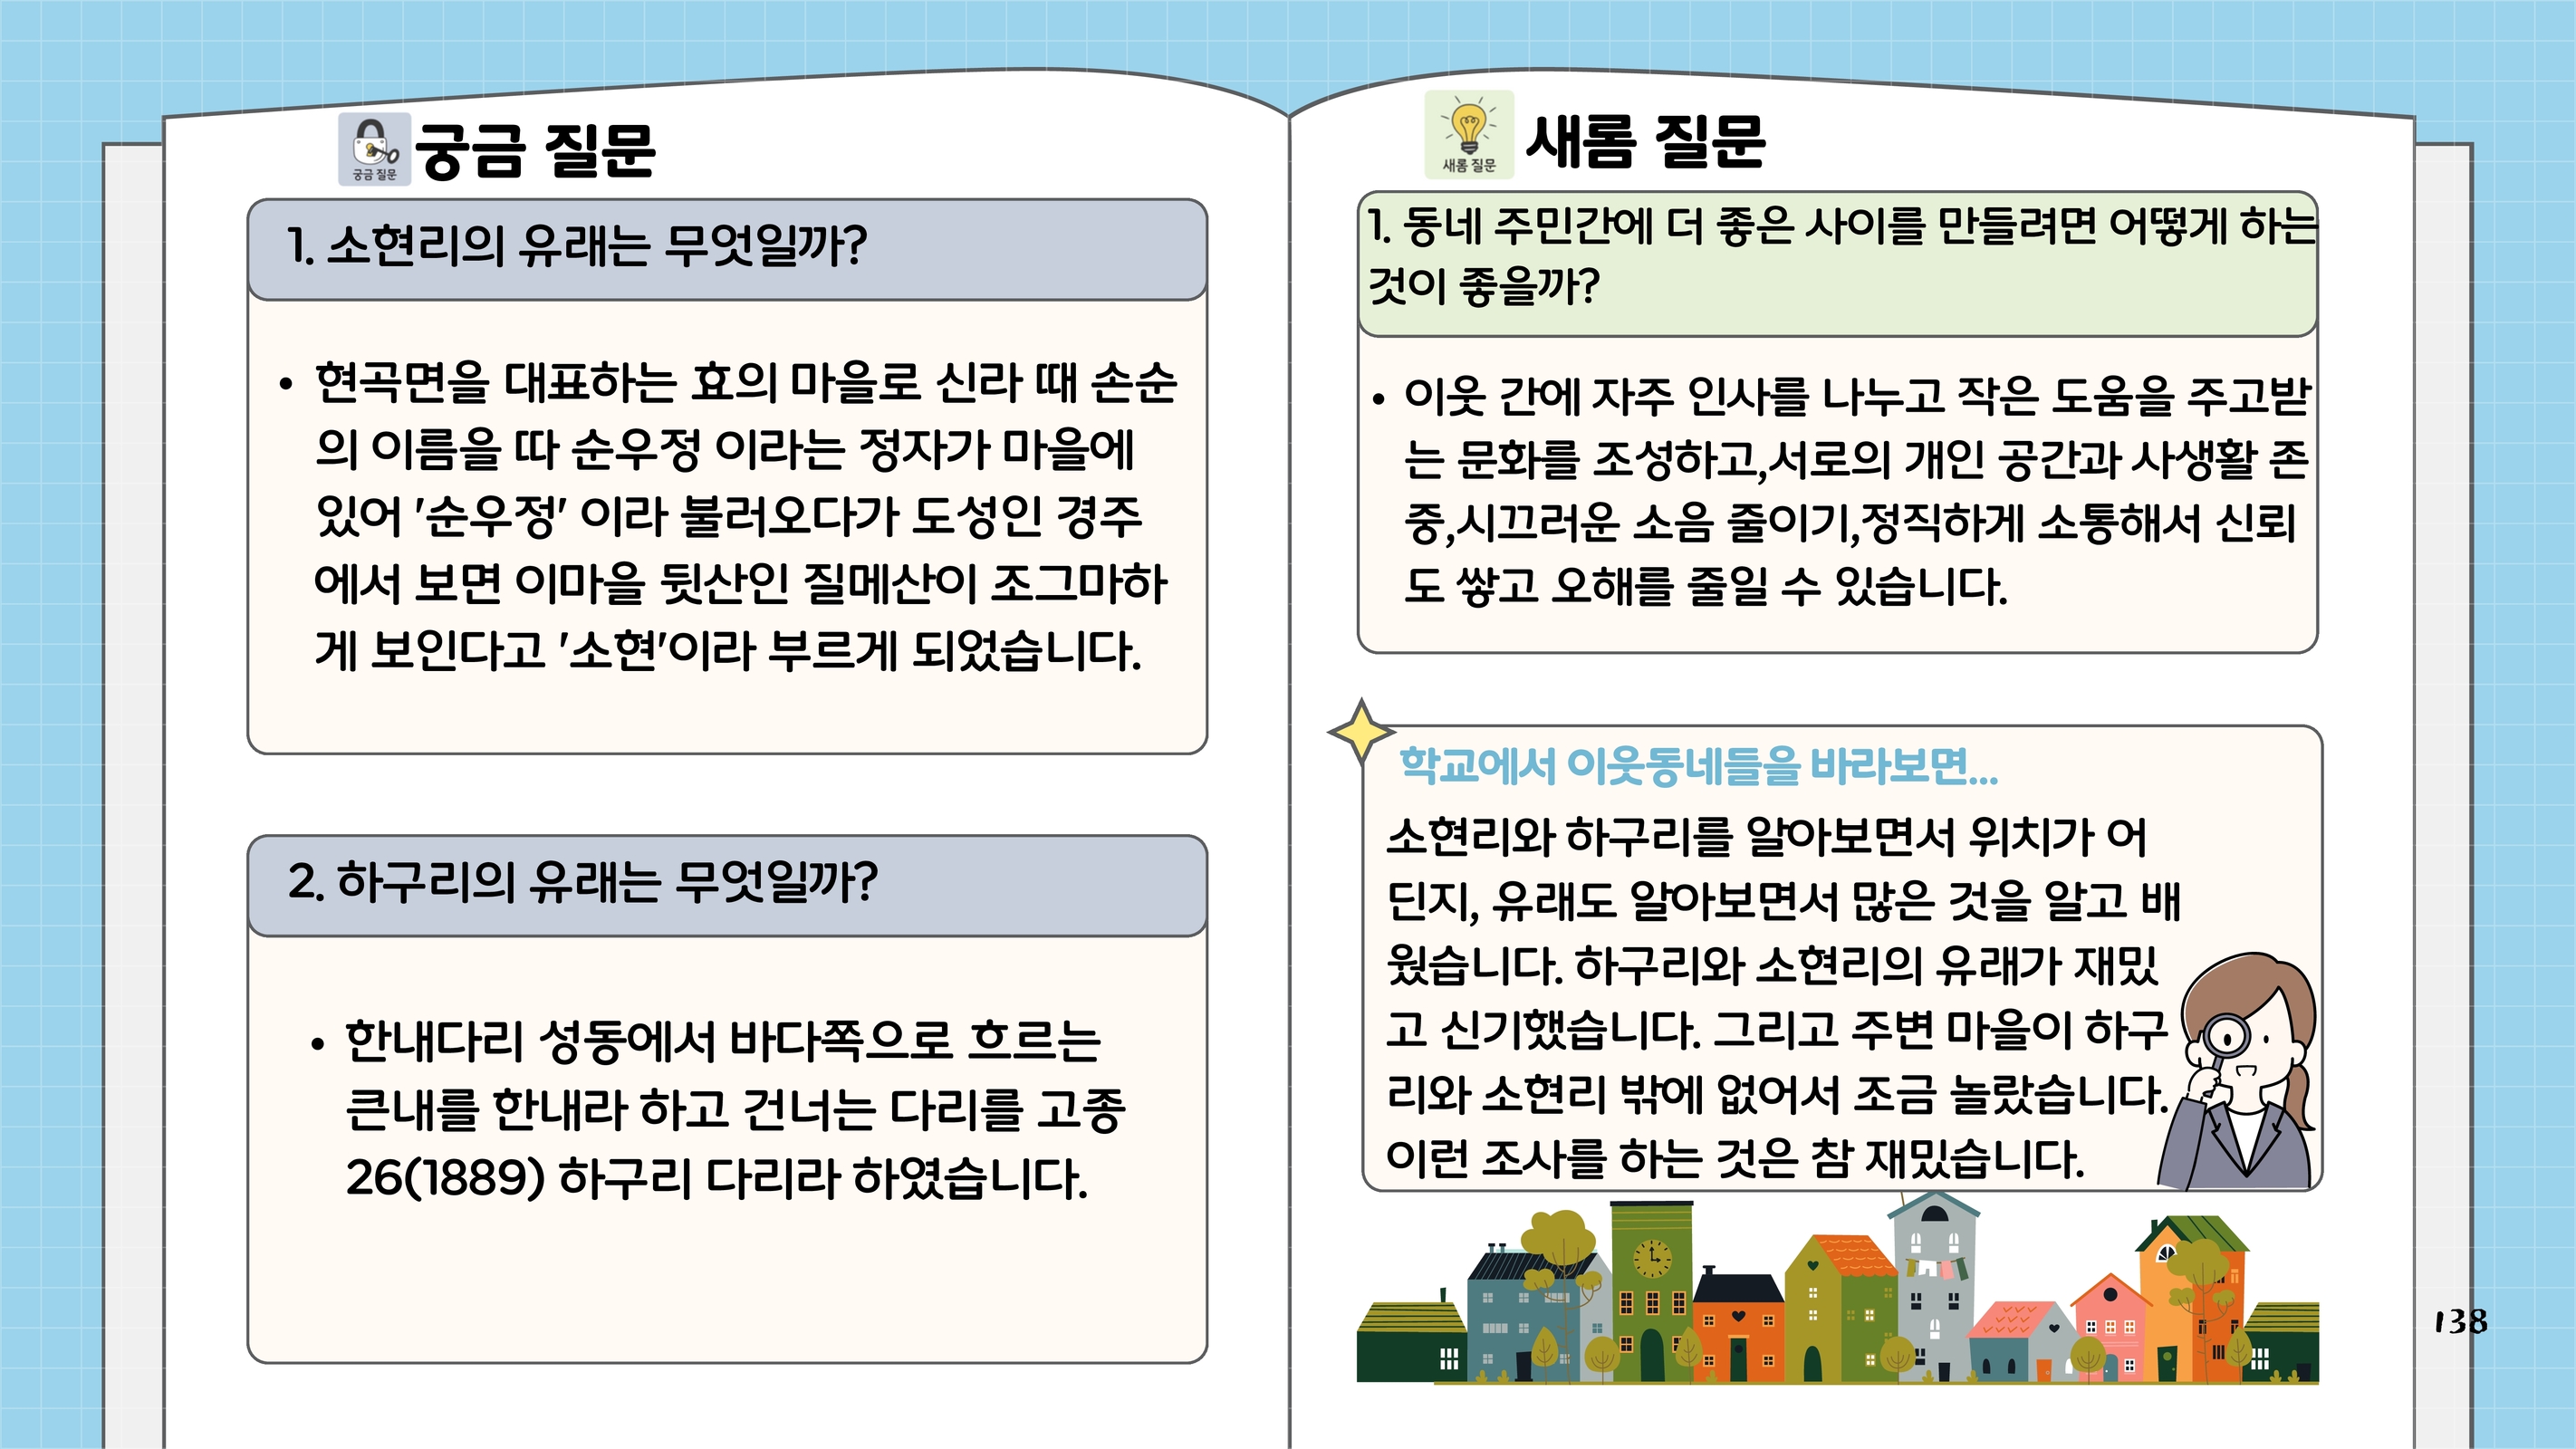 궁금 질문
궁금 질문
1. 소현리의 유래는 무엇일까?
• 현곡면을 대표하는 효의 마을로 신라 때 손순
의 이름을 따 순우정 이라는 정자가 마을에
있어 '순우정' 이라 불러오다가 도성인 경주
에서 보면 이마을 뒷산인 질메산이 조그마하
게 보인다고 '소현'이라 부르게 되었습니다.
2. 하구리의 유래는 무엇일까?
• 한내다리 성동에서 바다쪽으로 흐르는
큰내를 한내라 하고 건너는 다리를 고종
26(1889) 하구리 다리라 하였습니다.
새롬 질문
새롬 질문
1. 동네 주민간에 더 좋은 사이를 만들려면 어떻게 하는
것이 좋을까?
• 이웃 간에 자주 인사를 나누고 작은 도움을 주고받
는 문화를 조성하고,서로의 개인 공간과 사생활 존
중,시끄러운 소음 줄이기,정직하게 소통해서 신뢰
도 쌓고 오해를 줄일 수 있습니다.
학교에서 이웃동네들을 바라보면...
소현리와 하구리를 알아보면서 위치가 어
딘지, 유래도 알아보면서 많은 것을 알고 배
웠습니다. 하구리와 소현리의 유래가 재밌
고 신기했습니다. 그리고 주변 마을이 하구
리와 소현리 밖에 없어서 조금 놀랐습니다.
이런 조사를 하는 것은 참 재밌습니다.
138